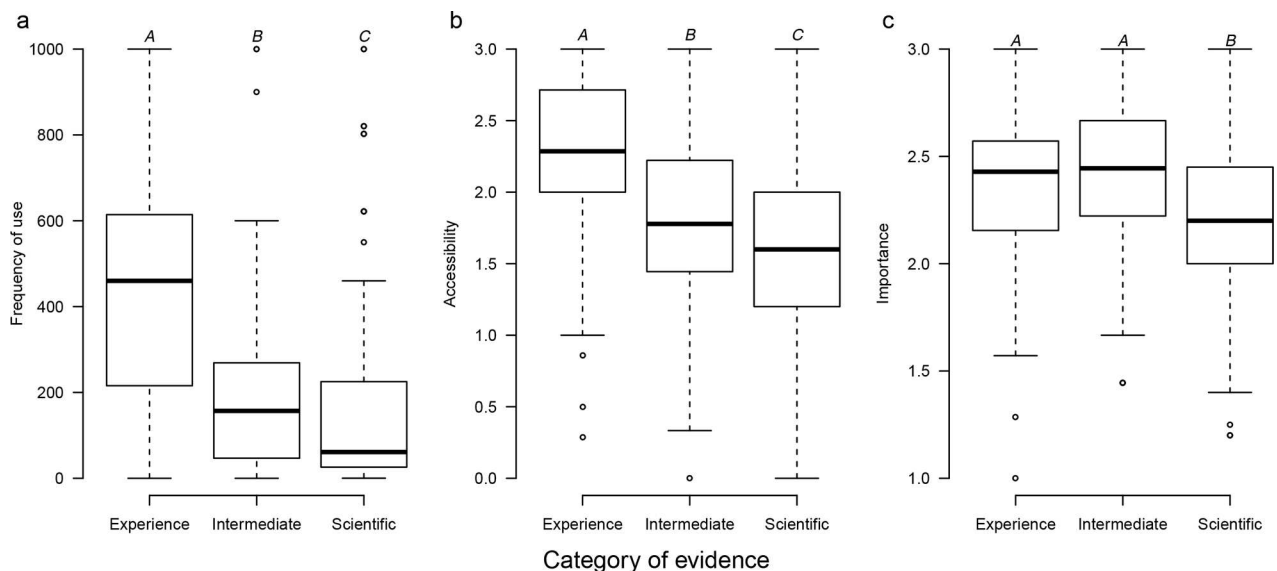 a
A
B
C
1000
800
600
400
200
0
Frequency of use
Experience
Intermediate
Scientific
b
A
B
C
3.0
2.5
2.0
1.5
1.0
0.5
0.0
Accessibility
Experience
Intermediate
Scientific
c
A
A
B
3.0
2.5
2.0
1.5
1.0
Importance
Experience
Intermediate
Scientific
Category of evidence